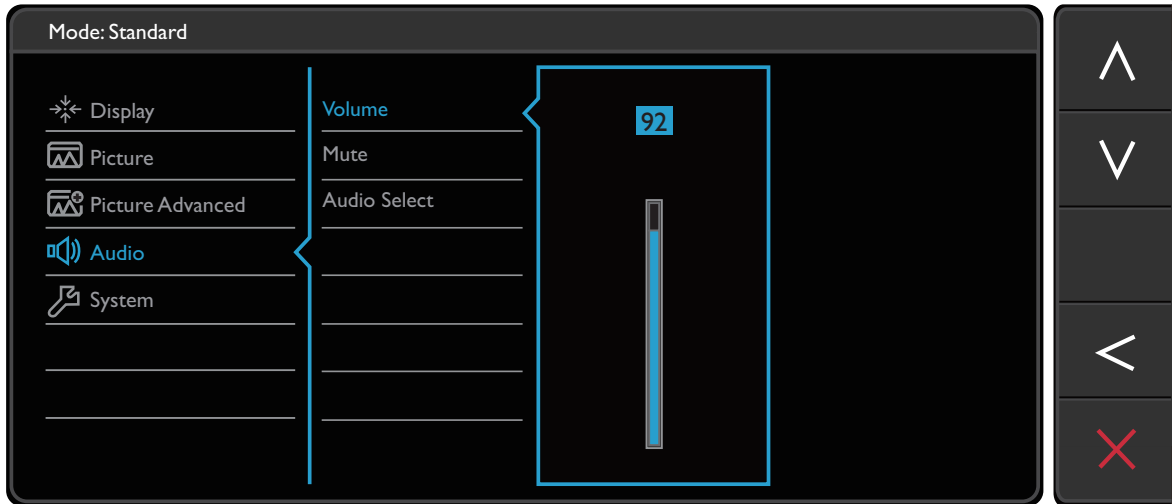 Mode: Standard
Display
Picture
Picture Advanced
Audio
System
Volume
Mute
Audio Select
92